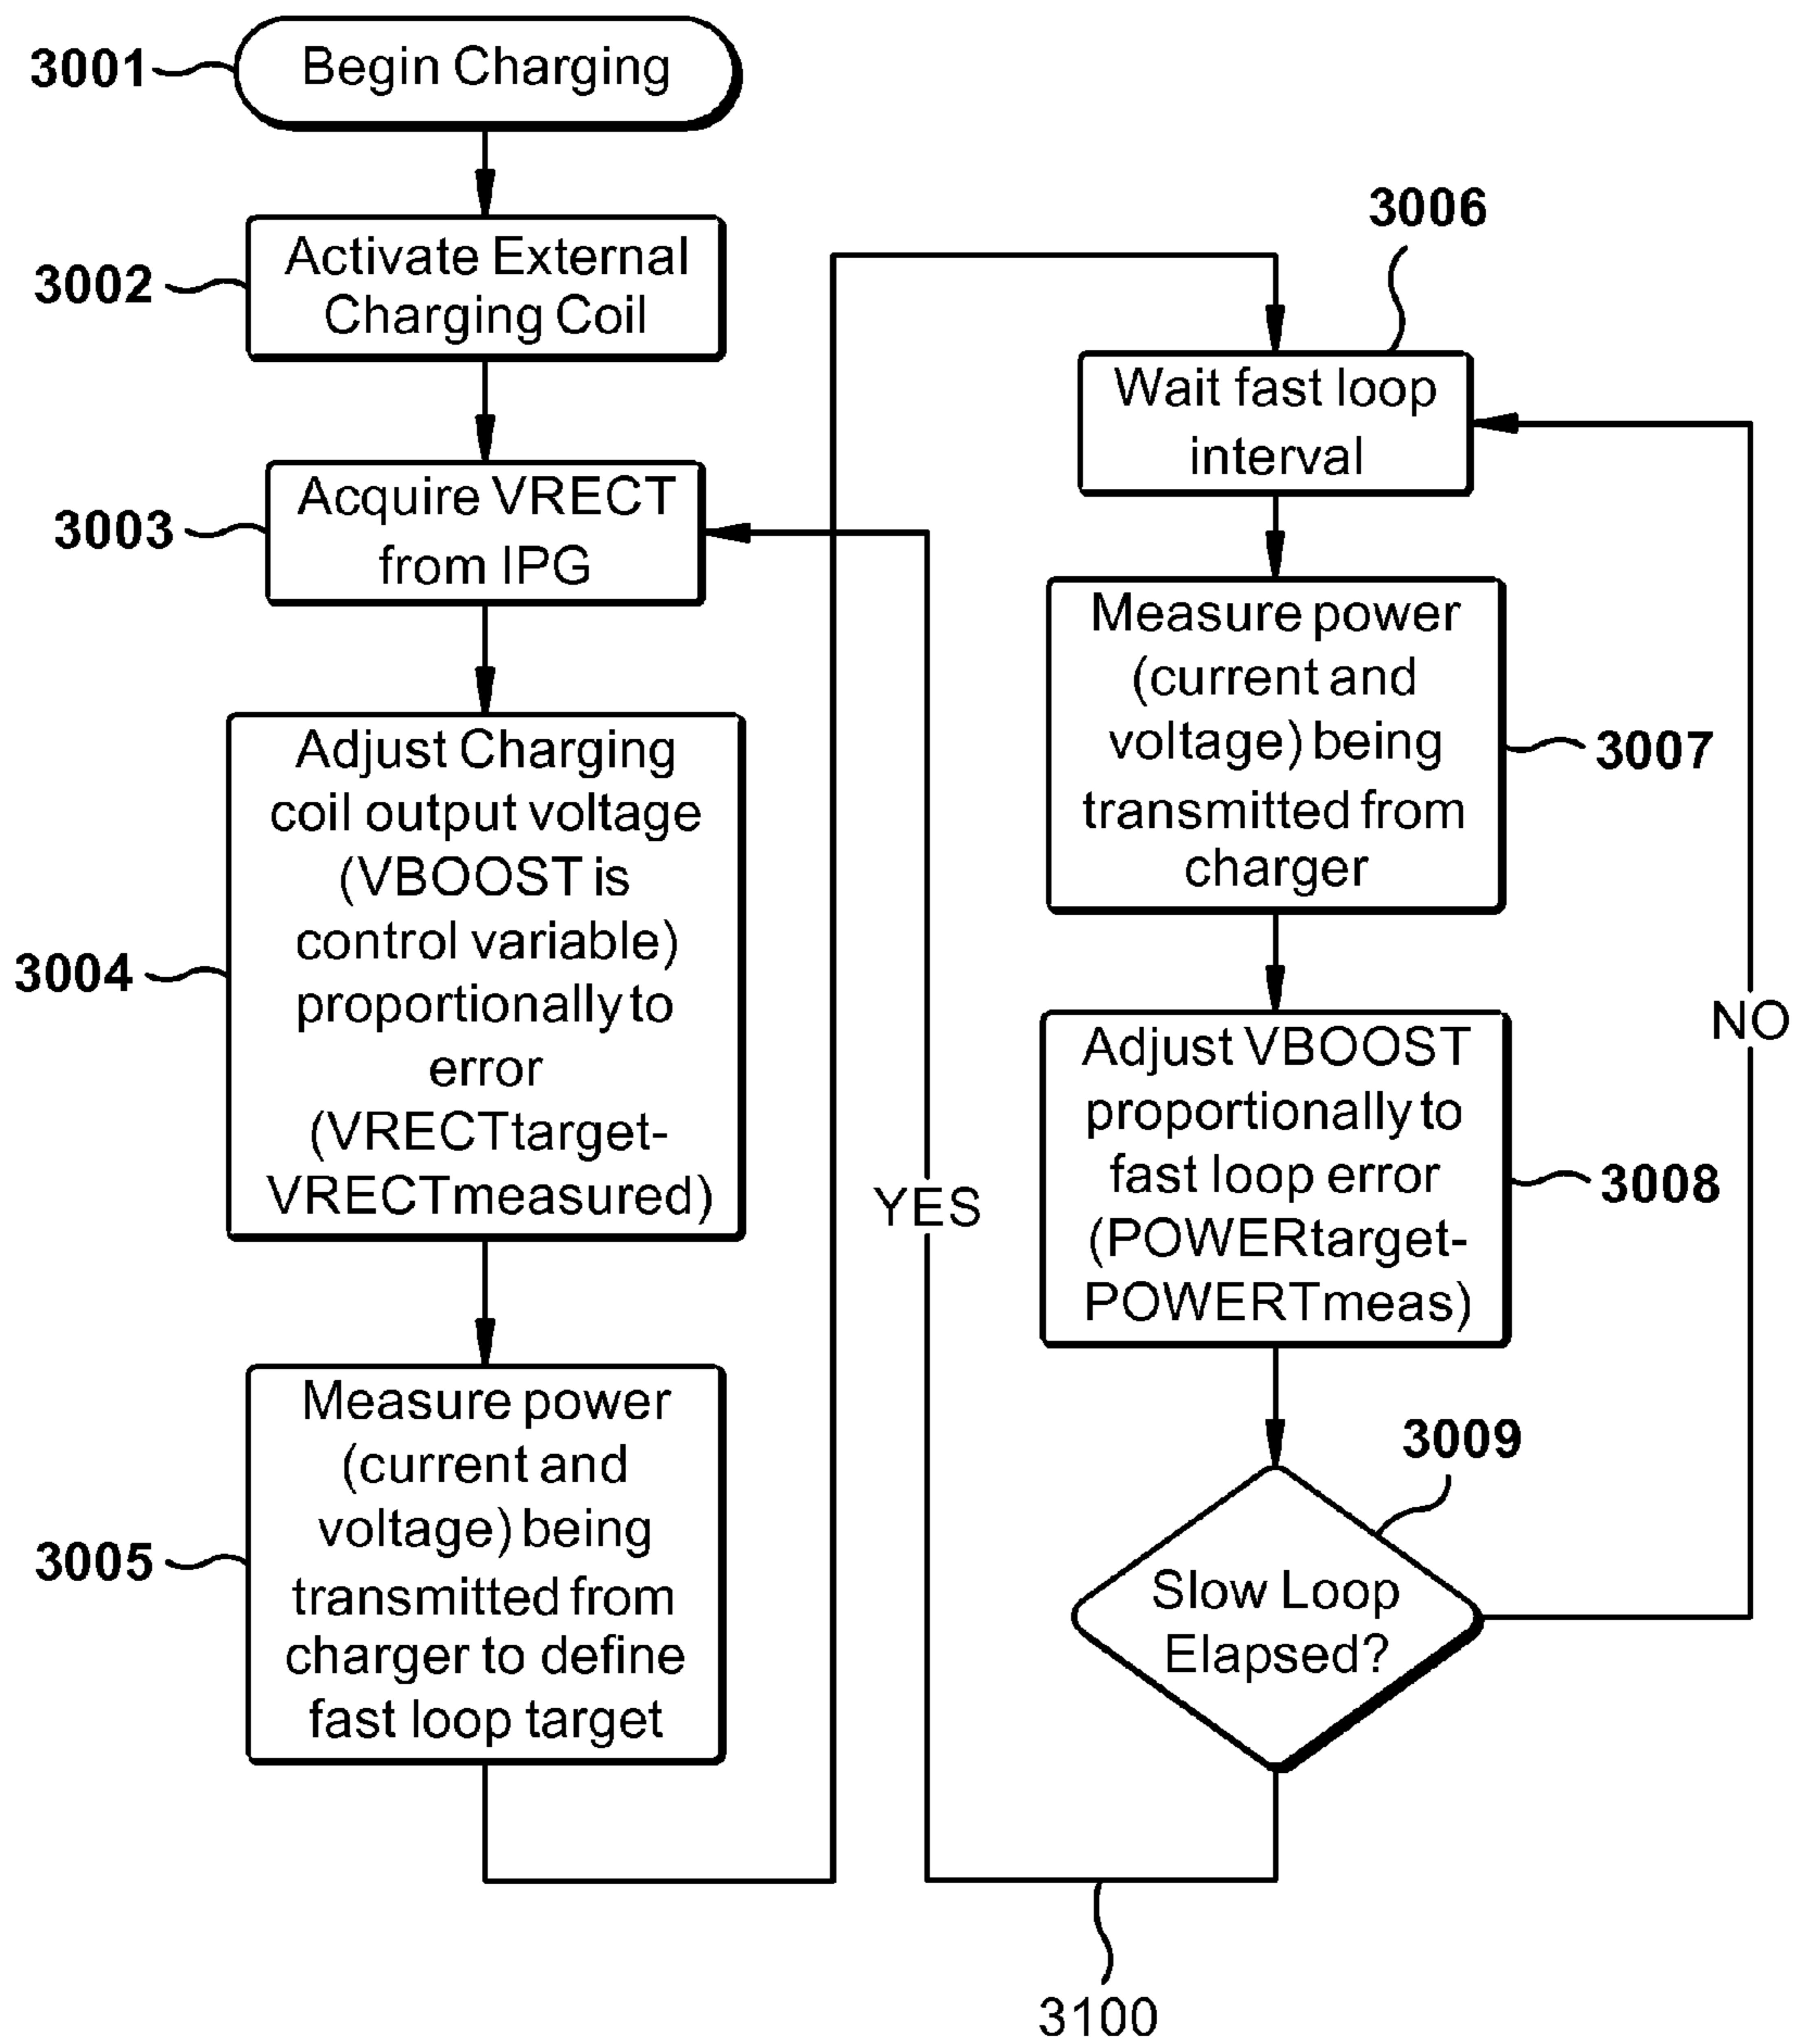 3001
Begin Charging
3002
Activate External
Charging Coil
3003
Acquire VRECT
from IPG
3004
Adjust Charging
coil output voltage
(VBOOST is
control variable)
proportionally to
error
(VRECTtarget-
VRECTmeasured)
3005
Measure power
(current and
voltage) being
transmitted from
charger to define
fast loop target
3006
Wait fast loop
interval
Measure power
(current and
voltage) being
transmitted from
charger
3007
Adjust VBOOST
proportionally to
fast loop error
(POWERtarget-
POWERTmeas)
3008
3009
Slow Loop
Elapsed?
NO
YES
3100